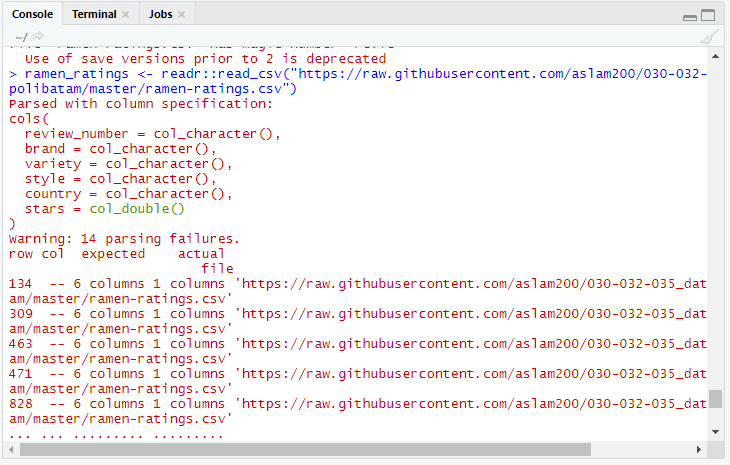 Console Terminal Jobs
~/
Use of save versions prior to 2 is deprecated
> ramen_ratings <- readr::read_csv("https://raw.githubusercontent.com/aslam200/030-032-
polibatam/master/ramen-ratings.csv")
Parsed with column specification:
cols(
  review_number = col_character(),
  brand = col_character(),
  variety = col_character(),
  style = col_character(),
  country = col_character(),
  stars = col_double()
)
Warning: 14 parsing failures.
row col  expected    actual
file
134  -- 6 columns 1 columns 'https://raw.githubusercontent.com/aslam200/030-032-035_dat
am/master/ramen-ratings.csv'
309  -- 6 columns 1 columns 'https://raw.githubusercontent.com/aslam200/030-032-035_dat
am/master/ramen-ratings.csv'
463  -- 6 columns 1 columns 'https://raw.githubusercontent.com/aslam200/030-032-035_dat
am/master/ramen-ratings.csv'
471  -- 6 columns 1 columns 'https://raw.githubusercontent.com/aslam200/030-032-035_dat
am/master/ramen-ratings.csv'
828  -- 6 columns 1 columns 'https://raw.githubusercontent.com/aslam200/030-032-035_dat
am/master/ramen-ratings.csv'
... ... ......... .........